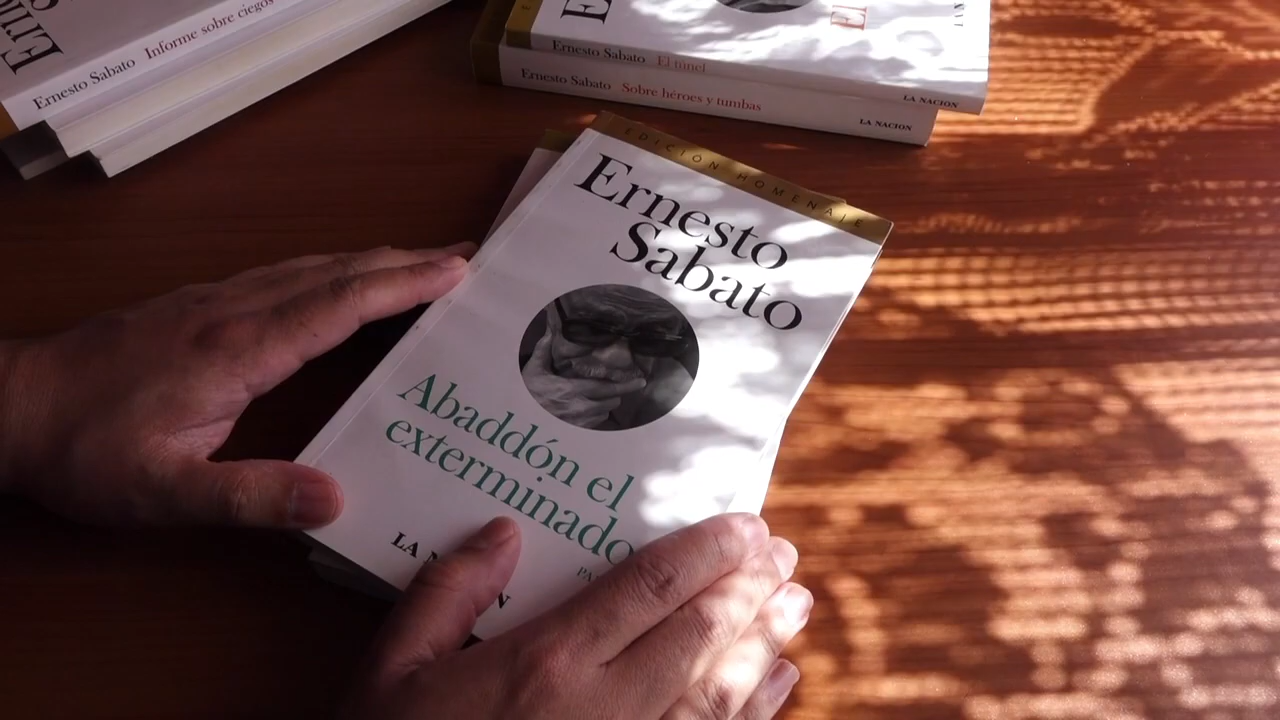 Ernesto Sabato Informe sobre ciegos
Ernesto Sabato El túnel
LA NACION
Ernesto Sabato Sobre héroes y tumbas
LA NACION
EDICIÓN HOMENAJE
Ernesto
Sabato
Abaddón el
exterminado
LA N